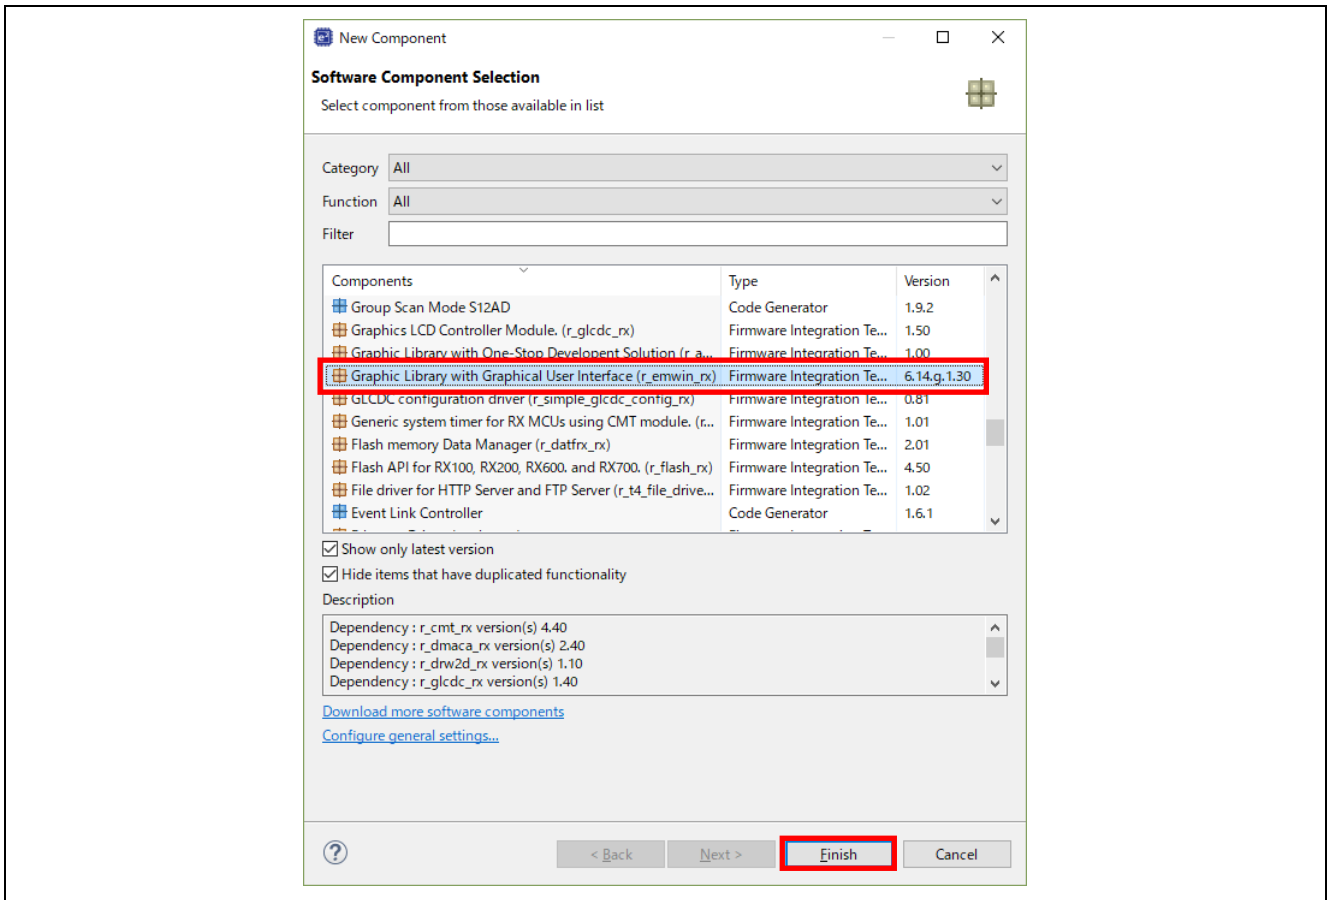 New Component
Software Component Selection
Select component from those available in list
Category All
Function All
Filter
Components Type Version
Group Scan Mode S12AD Code Generator 1.9.2
Graphics LCD Controller Module. (r_glcdc_rx) Firmware Integration Te... 1.50
Graphic Library with One-Stop Developent Solution (r_a... Firmware Integration Te... 1.00
Graphic Library with Graphical User Interface (r_emwin_rx) Firmware Integration Te... 6.14.g.1.30
GLCDC configuration driver (r_simple_glcdc_config_rx) Firmware Integration Te... 0.81
Generic system timer for RX MCUs using CMT module. (r... Firmware Integration Te... 1.01
Flash memory Data Manager (r_datfrx_rx) Firmware Integration Te... 2.01
Flash API for RX100, RX200, RX600. and RX700. (r_flash_rx) Firmware Integration Te... 4.50
File driver for HTTP Server and FTP Server (r_t4_file_drive... Firmware Integration Te... 1.02
Event Link Controller Code Generator 1.6.1
Show only latest version
Hide items that have duplicated functionality
Description
Dependency : r_cmt_rx version(s) 4.40
Dependency : r_dmaca_rx version(s) 2.40
Dependency : r_drw2d_rx version(s) 1.10
Dependency : r_glcdc_rx version(s) 1.40
Download more software components
Configure general settings...
? < Back Next > Finish Cancel